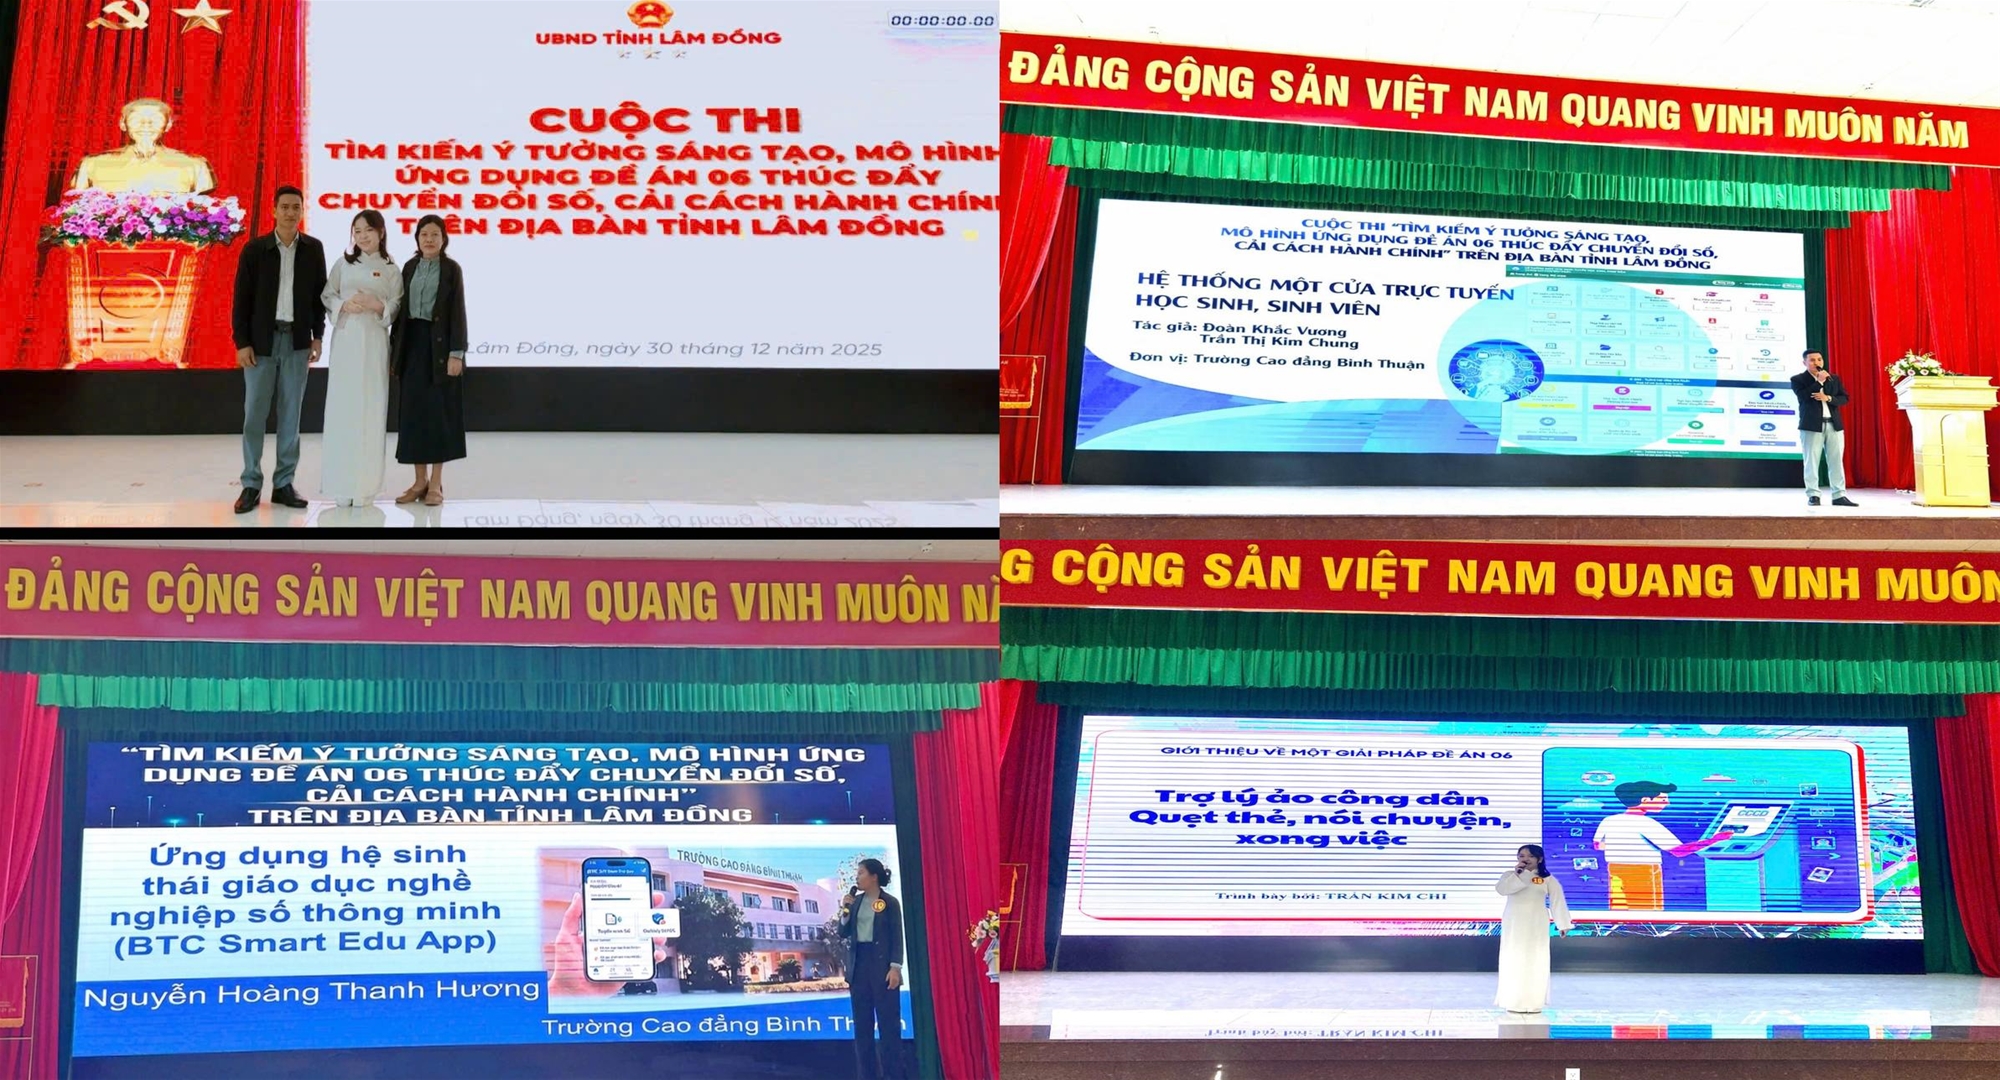 00:00:00.00
UBND TỈNH LÂM ĐỒNG
CUỘC THI
TÌM KIẾM Ý TƯỞNG SÁNG TẠO, MÔ HÌNH
ỨNG DỤNG ĐỀ ÁN 06 THÚC ĐẨY
CHUYỂN ĐỔI SỐ, CẢI CÁCH HÀNH CHÍNH
TRÊN ĐỊA BÀN TỈNH LÂM ĐỒNG
Lâm Đồng, ngày 30 tháng 12 năm 2025
ĐẢNG CỘNG SẢN VIỆT NAM QUANG VINH MUÔN NĂM
CUỘC THI "TÌM KIẾM Ý TƯỞNG SÁNG TẠO,
MÔ HÌNH ỨNG DỤNG ĐỀ ÁN 06 THÚC ĐẨY CHUYỂN ĐỔI SỐ,
CẢI CÁCH HÀNH CHÍNH" TRÊN ĐỊA BÀN TỈNH LÂM ĐỒNG
HỆ THỐNG MỘT CỬA TRỰC TUYẾN
HỌC SINH, SINH VIÊN
Tác giả: Đoàn Khắc Vương
Trần Thị Kim Chung
Đơn vị: Trường Cao đẳng Bình Thuận
ĐẢNG CỘNG SẢN VIỆT NAM QUANG VINH MUÔN NĂ
"TÌM KIẾM Ý TƯỞNG SÁNG TẠO, MÔ HÌNH ỨNG
DỤNG ĐỀ ÁN 06 THÚC ĐẨY CHUYỂN ĐỔI SỐ,
CẢI CÁCH HÀNH CHÍNH"
TRÊN ĐỊA BÀN TỈNH LÂM ĐỒNG
Ứng dụng hệ sinh
thái giáo dục nghề
nghiệp số thông minh
(BTC Smart Edu App)
TRƯỜNG CAO ĐẲNG BÌNH THUẬN
Nguyễn Hoàng Thanh Hương
Trường Cao đẳng Bình Th n
G CỘNG SẢN VIỆT NAM QUANG VINH MUÔN
GIỚI THIỆU VỀ MỘT GIẢI PHÁP ĐỀ ÁN 06
Trợ lý ảo công dân
Quẹt thẻ, nói chuyện,
xong việc
Trình bày bởi: TRẦN KIM CHI
CCCD